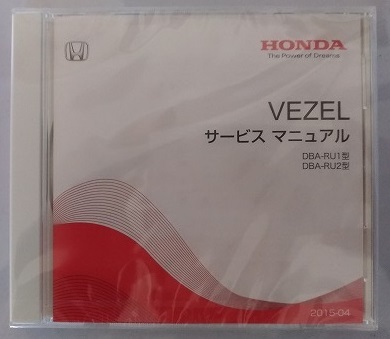 HONDA
The Power of Dreams
VEZEL
サービス マニュアル
DBA-RU1型
DBA-RU2型
2015-04